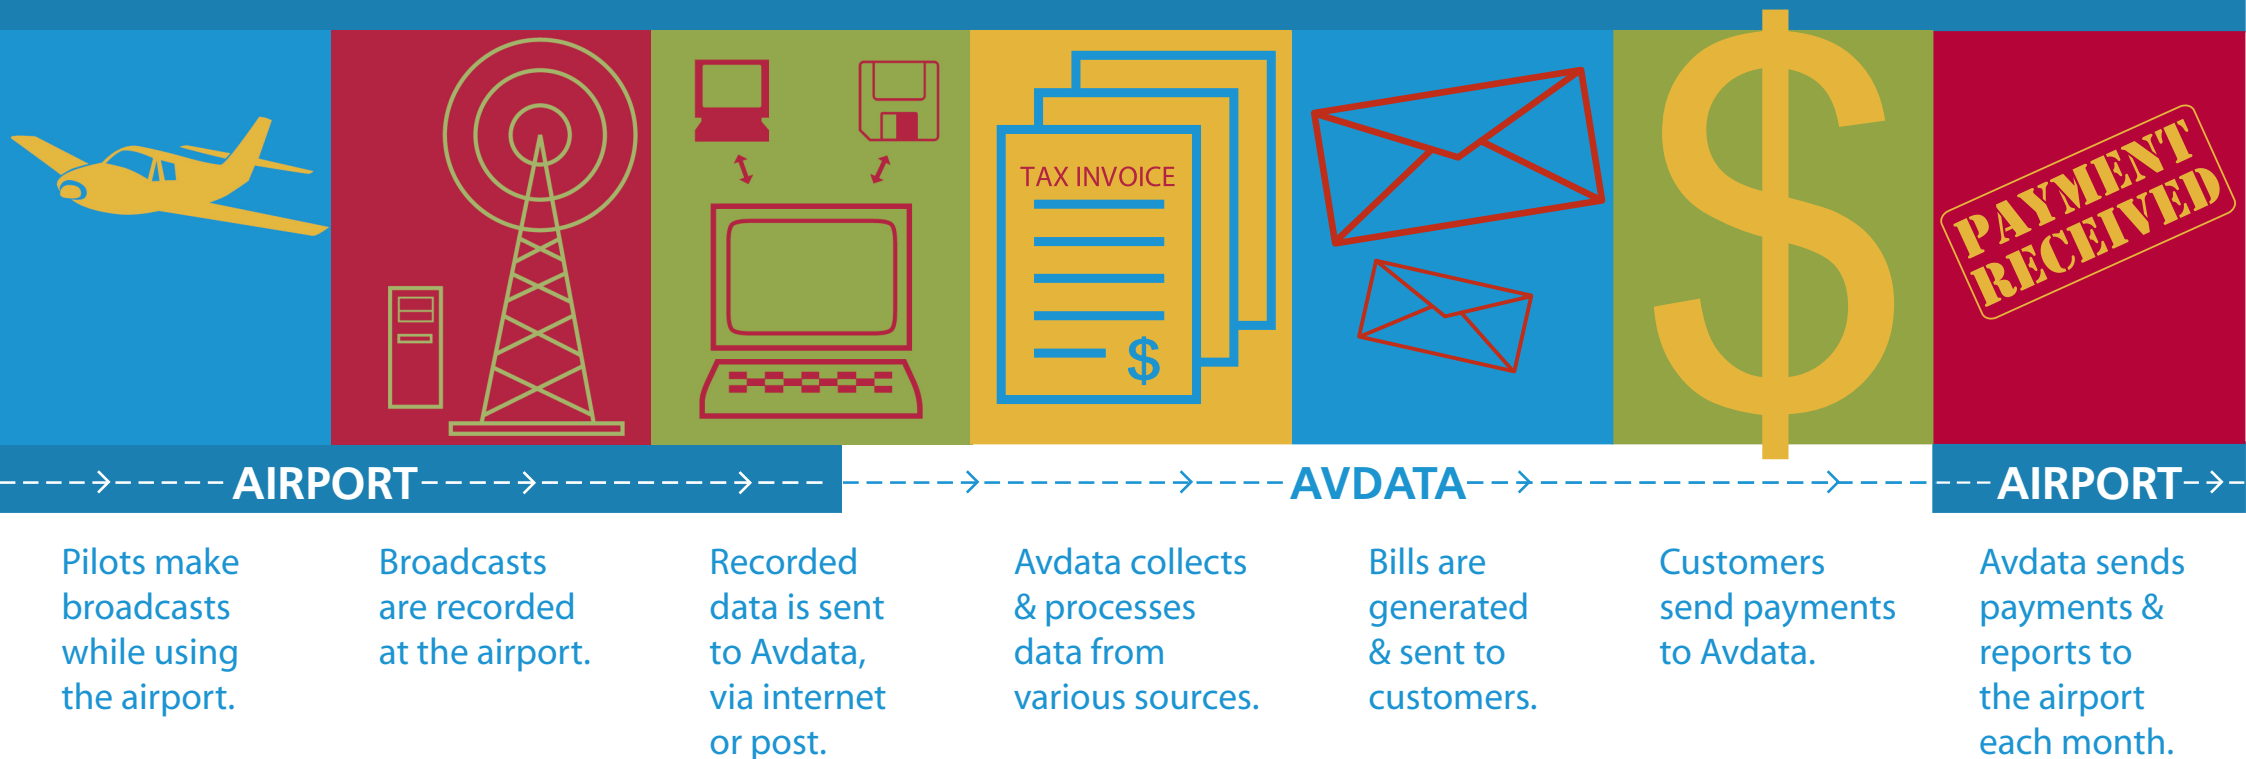 TAX INVOICE
$
$
PAYMENT
RECEIVED
AIRPORT
AVDATA
AIRPORT
Pilots make
broadcasts
while using
the airport.
Broadcasts
are recorded
at the airport.
Recorded
data is sent
to Avdata,
via internet
or post.
Avdata collects
& processes
data from
various sources.
Bills are
generated
& sent to
customers.
Customers
send payments
to Avdata.
Avdata sends
payments &
reports to
the airport
each month.